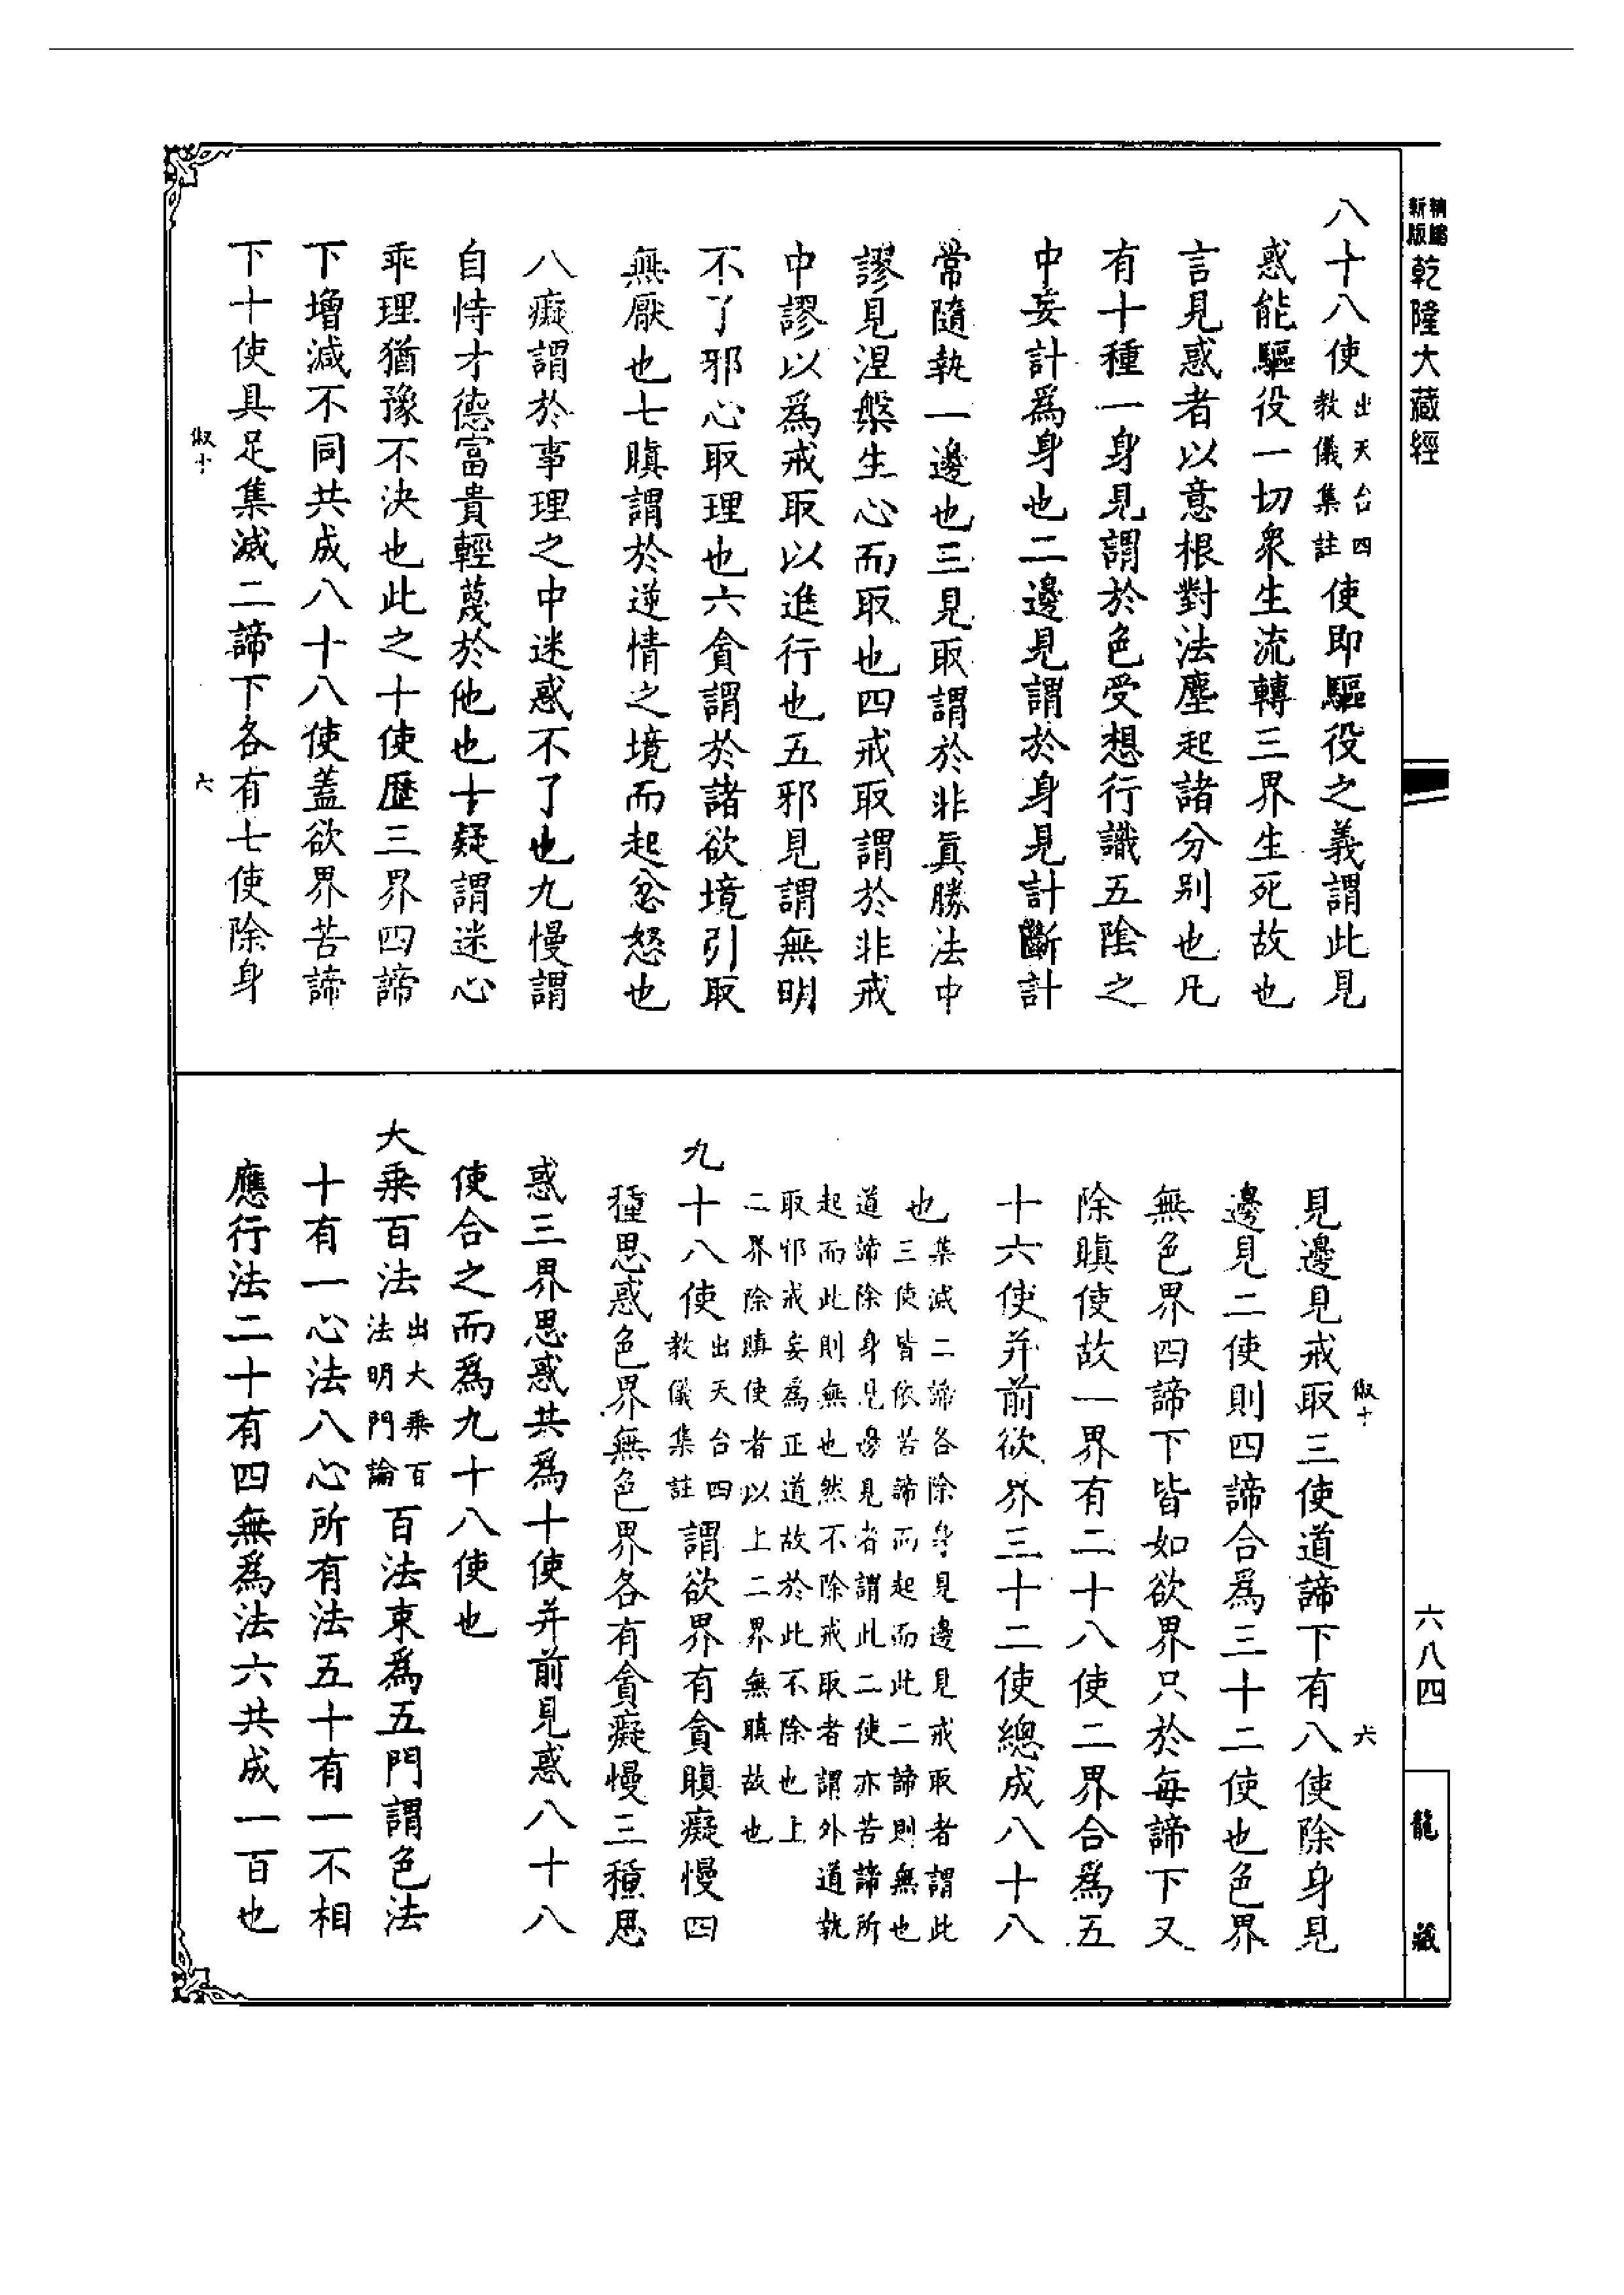 精縮新版
乾隆大藏經
八十八使出天台四教儀集註使即驅役之義謂此見
惑能驅役一切衆生流轉三界生死故也
言見惑者以意根對法塵起諸分别也凡
有十種一身見謂於色受想行識五陰之
中妄計爲身也二邊見謂於身見計斷計
常隨執一邊也三見取謂於非真勝法中
謬見涅槃生心而取也四戒取謂於非戒
中謬以爲戒取以進行也五邪見謂無明
不了邪心取理也六貪謂於諸欲境引取
無厭也七瞋謂於逆情之境而起忿怒也
八癡謂於事理之中迷惑不了也九慢謂
自恃才德富貴輕蔑於他也十疑謂迷心
乖理猶豫不決也此之十使歷三界四諦
下增減不同共成八十八使蓋欲界苦諦
下十使具足集滅二諦下各有七使除身
俶十 六
俶十 六
見邊見戒取三使道諦下有八使除身見
邊見二使則四諦合爲三十二使也色界
無色界四諦下皆如欲界只於每諦下又
除瞋使故一界有二十八使二界合爲五
十六使并前欲界三十二使總成八十八
也集滅二諦各除身見邊見戒取者謂此
三使皆依苦諦而起而此二諦則無也
道諦除身見邊見者謂此二使亦苦諦所
起而此則無也然不除戒取者謂外道執
取邪戒妄爲正道故於此不除也上
二界除瞋使者以上二界無瞋故也
九十八使出天台四教儀集註謂欲界有貪瞋癡慢四
種思惑色界無色界各有貪癡慢三種思
惑三界思惑共爲十使并前見惑八十八
使合之而爲九十八使也
大乘百法出大乘百法明門論百法束爲五門謂色法
十有一心法八心所有法五十有一不相
應行法二十有四無爲法六共成一百也
六八四
龍藏